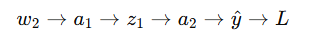 w₂ → a₁ → z₁ → a₂ → ŷ → L